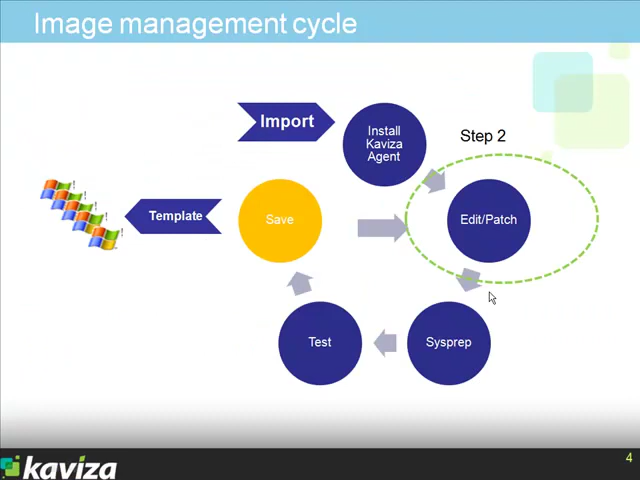 Image management cycle
Import
Install
Kaviza
Agent
Step 2
Template
Save
Edit/Patch
Test
Sysprep
kaviza
4